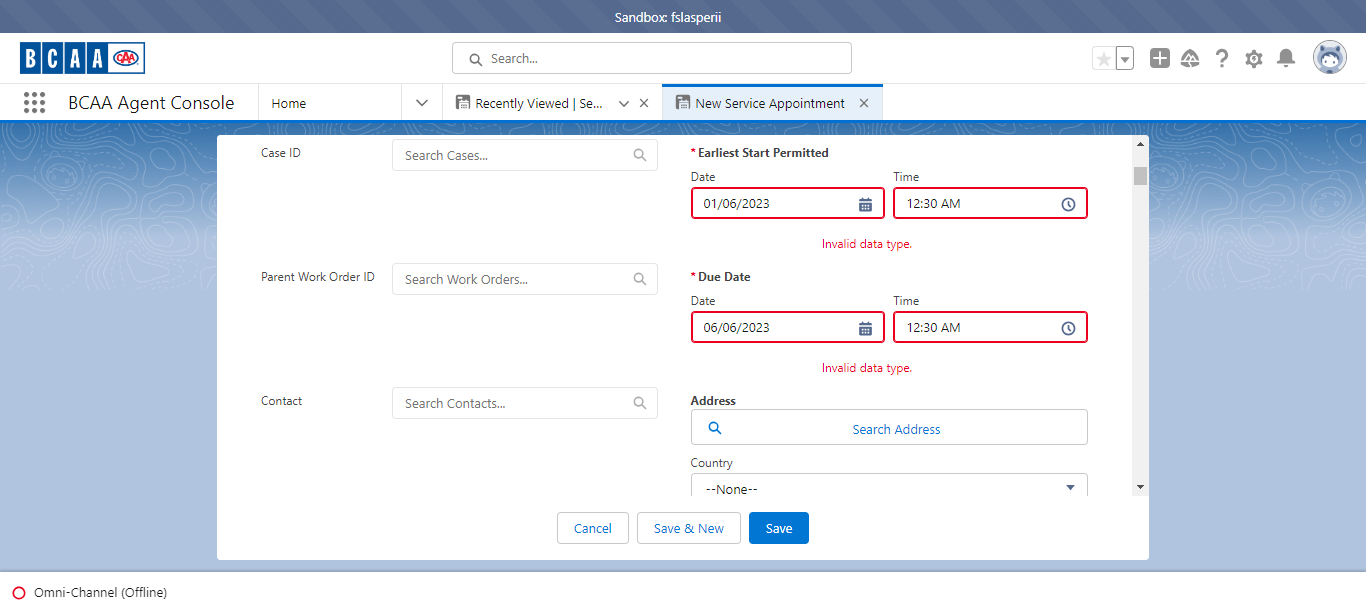 Sandbox: fslasperii
BCAA CAA
Search...
BCAA Agent Console
Home
Recently Viewed | Se...
New Service Appointment
Case ID
Search Cases...
*Earliest Start Permitted
Date
Time
01/06/2023
12:30 AM
Invalid data type.
Parent Work Order ID
Search Work Orders...
*Due Date
Date
Time
06/06/2023
12:30 AM
Invalid data type.
Contact
Search Contacts...
Address
Search Address
Country
--None--
Cancel
Save & New
Save
Omni-Channel (Offline)